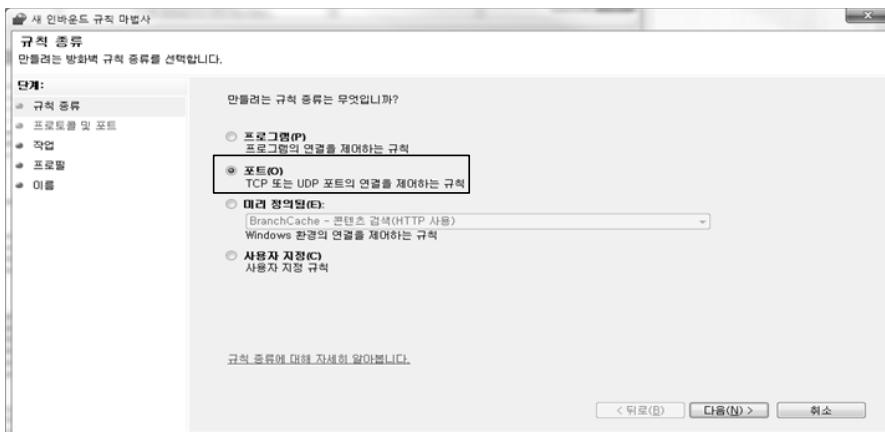 새 인바운드 규칙 마법사
규칙 종류
만들려는 방화벽 규칙 종류를 선택합니다.
단계:
규칙 종류
프로토콜 및 포트
작업
프로필
이름
만들려는 규칙 종류는 무엇입니까?
프로그램(P)
프로그램의 연결을 제어하는 규칙
포트(O)
TCP 또는 UDP 포트의 연결을 제어하는 규칙
미리 정의됨(E):
BranchCache - 콘텐츠 검색(HTTP 사용)
Windows 환경의 연결을 제어하는 규칙
사용자 지정(C)
사용자 지정 규칙
규칙 종류에 대해 자세히 알아봅니다.
< 뒤로(B) 다음(N) > 취소